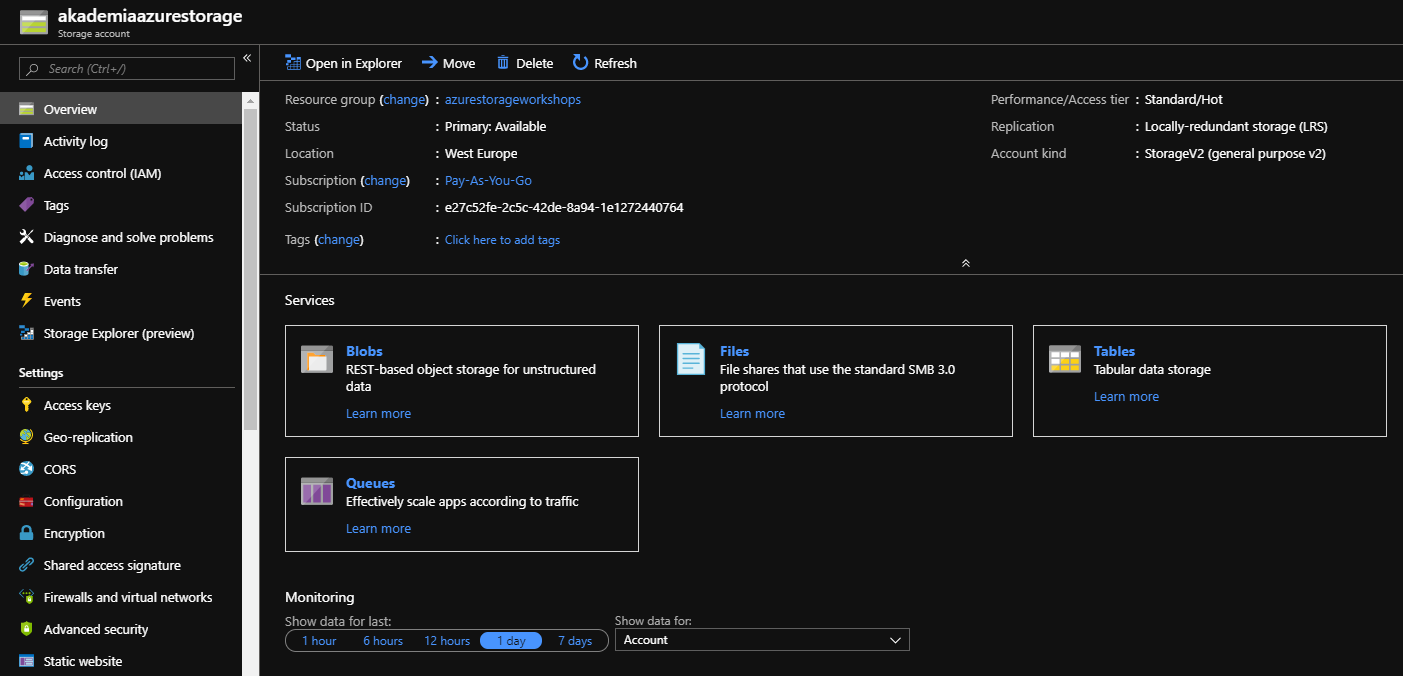 akademiaazurestorage
Storage account
Search (Ctrl+/)
«
Overview
Activity log
Access control (IAM)
Tags
Diagnose and solve problems
Data transfer
Events
Storage Explorer (preview)
Settings
Access keys
Geo-replication
CORS
Configuration
Encryption
Shared access signature
Firewalls and virtual networks
Advanced security
Static website
Open in Explorer Move Delete Refresh
Resource group (change) : azurestorageworkshops
Status : Primary: Available
Location : West Europe
Subscription (change) : Pay-As-You-Go
Subscription ID : e27c52fe-2c5c-42de-8a94-1e1272440764
Tags (change) : Click here to add tags
Performance/Access tier : Standard/Hot
Replication : Locally-redundant storage (LRS)
Account kind : StorageV2 (general purpose v2)
Services
Blobs
REST-based object storage for unstructured
data
Learn more
Files
File shares that use the standard SMB 3.0
protocol
Learn more
Tables
Tabular data storage
Learn more
Queues
Effectively scale apps according to traffic
Learn more
Monitoring
Show data for last:
1 hour 6 hours 12 hours 1 day 7 days
Show data for:
Account